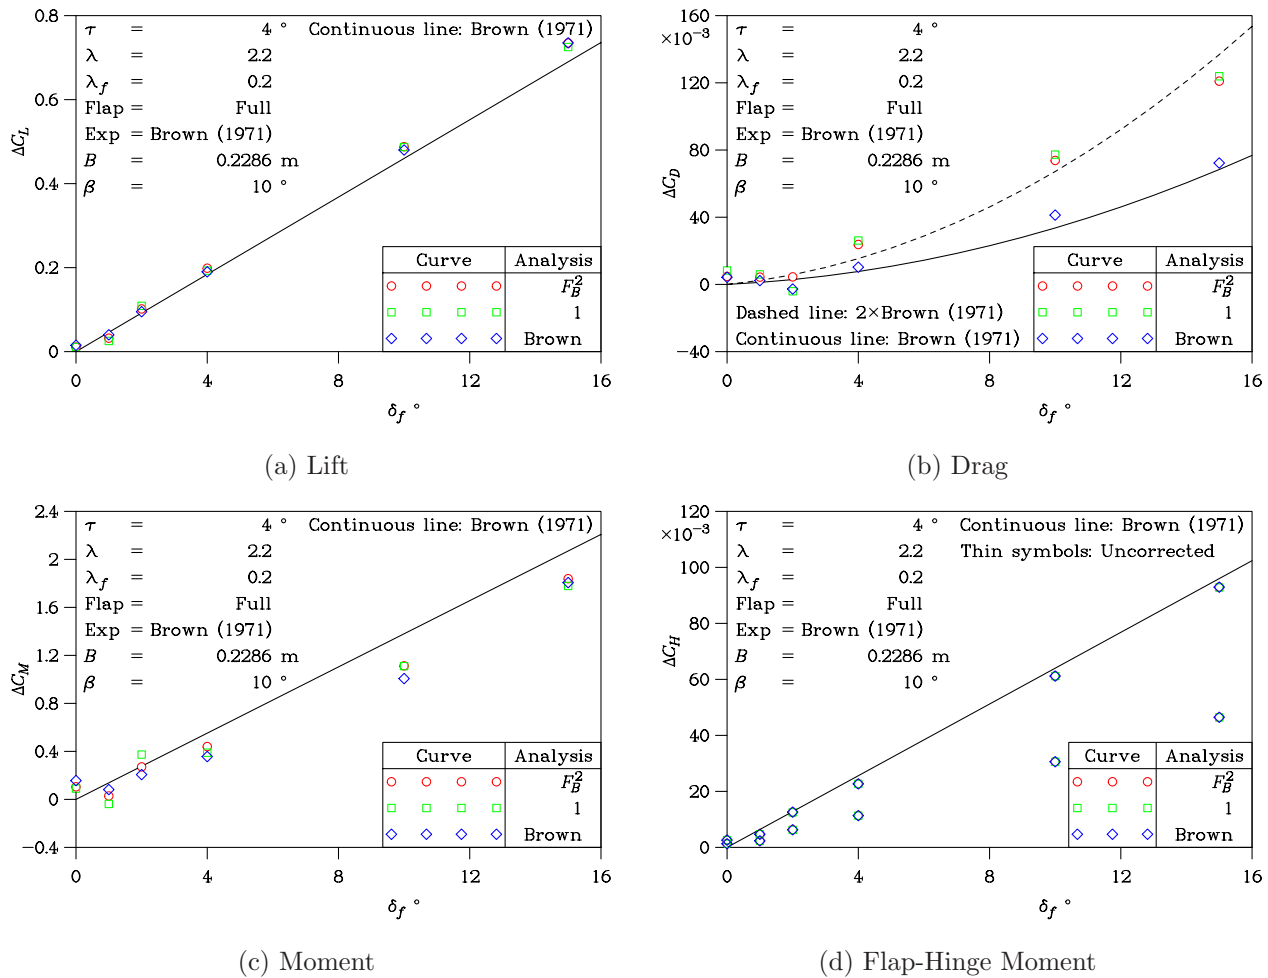 0.8
0.6
0.4
0.2
0
ΔC_L
τ = 4 °
λ = 2.2
λ_f = 0.2
Flap = Full
Exp = Brown (1971)
B = 0.2286 m
β = 10 °
Continuous line: Brown (1971)
Curve Analysis
F_B^2
1
Brown
0 4 8 12 16
δ_f °
(a) Lift
160
×10⁻³
120
80
40
0
−40
ΔC_D
τ = 4 °
λ = 2.2
λ_f = 0.2
Flap = Full
Exp = Brown (1971)
B = 0.2286 m
β = 10 °
Dashed line: 2×Brown (1971)
Continuous line: Brown (1971)
Curve Analysis
F_B^2
1
Brown
0 4 8 12 16
δ_f °
(b) Drag
2.4
2
1.6
1.2
0.8
0.4
0
−0.4
ΔC_M
τ = 4 °
λ = 2.2
λ_f = 0.2
Flap = Full
Exp = Brown (1971)
B = 0.2286 m
β = 10 °
Continuous line: Brown (1971)
Curve Analysis
F_B^2
1
Brown
0 4 8 12 16
δ_f °
(c) Moment
120
×10⁻³
100
80
60
40
20
0
ΔC_H
τ = 4 °
λ = 2.2
λ_f = 0.2
Flap = Full
Exp = Brown (1971)
B = 0.2286 m
β = 10 °
Continuous line: Brown (1971)
Thin symbols: Uncorrected
Curve Analysis
F_B^2
1
Brown
0 4 8 12 16
δ_f °
(d) Flap-Hinge Moment